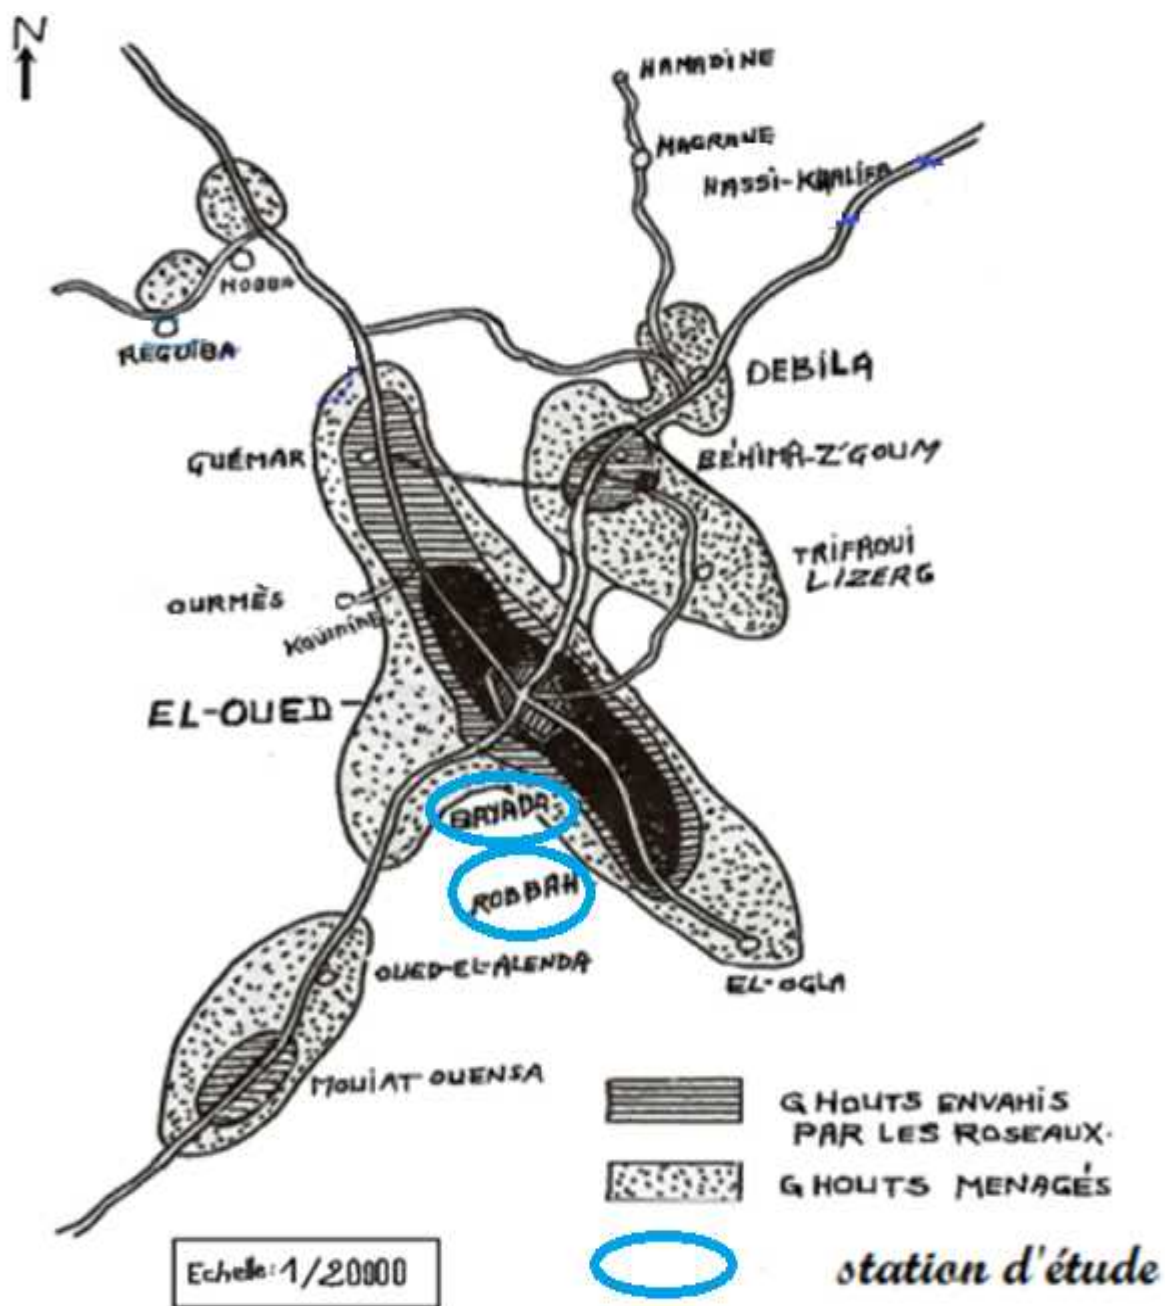 N
HAMADINE
MAGRANE
HASSI-KHALIFA
HOBBA
REGUIBA
DEBILA
GUÉMAR
BÉHIMA-Z'GOUM
TRIFAOUI
LIZERG
OURMÈS
KOUININE
EL-OUED
BAYADA
ROBBAH
OUED-EL-ALENDA
EL-OGLA
MOUIAT OUENSA
GHOUTS ENVAHIS
PAR LES ROSEAUX.
GHOUTS MENAGÉS
station d'étude
Echelle: 1/20000